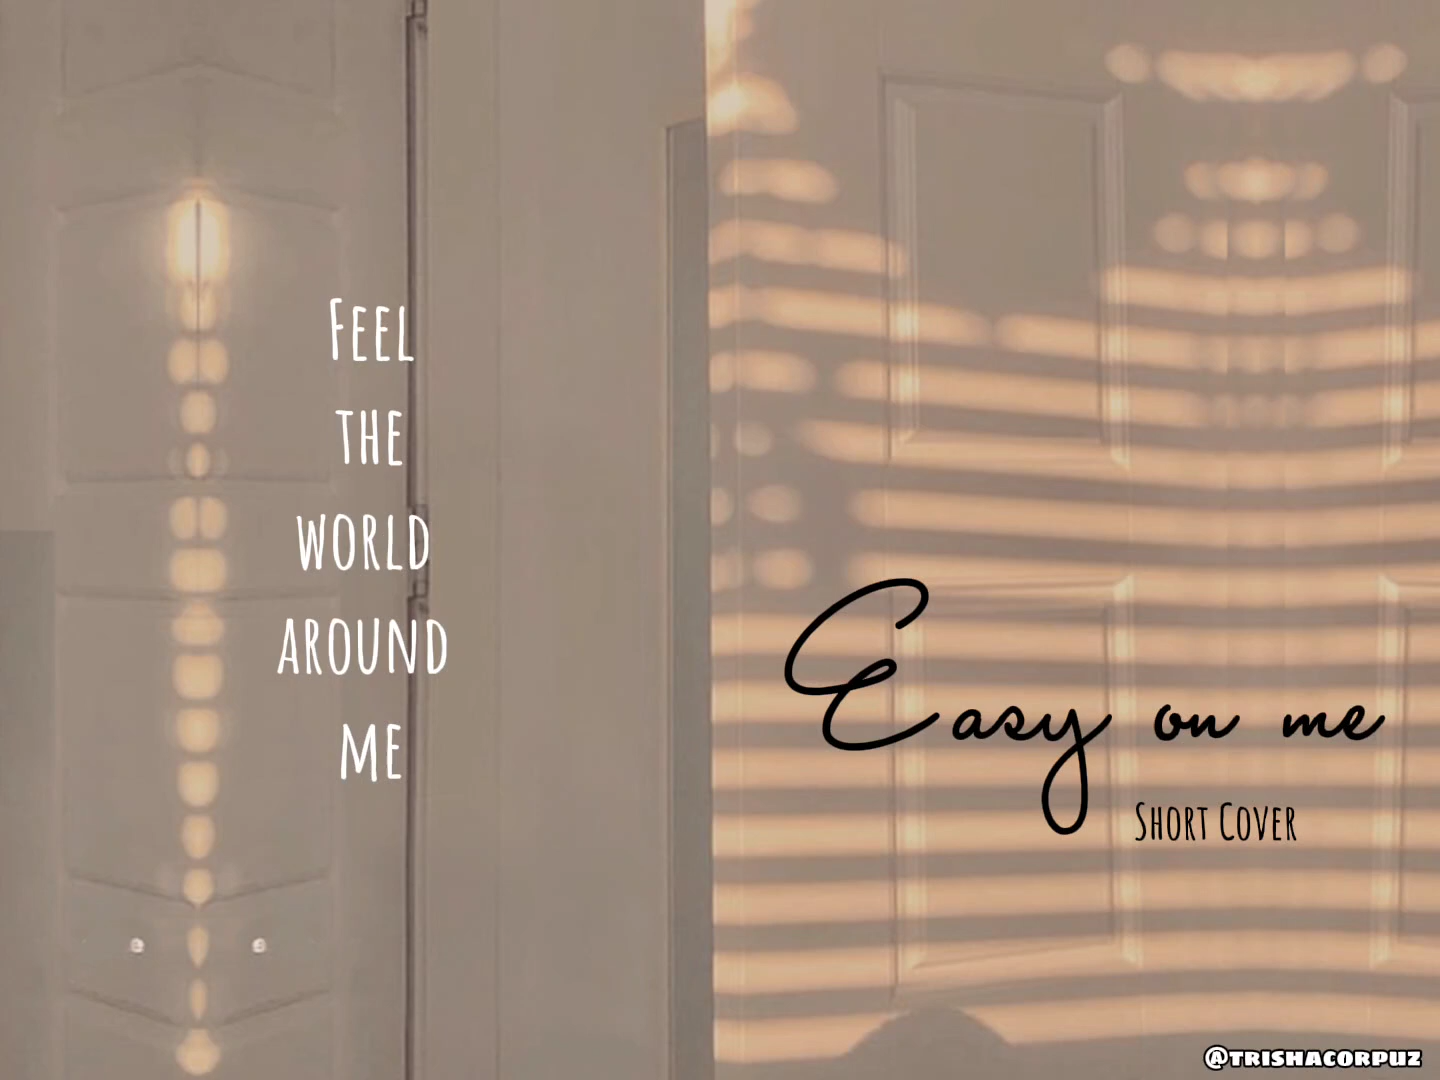 Feel
the
world
around
me
Easy on me
Short Cover
@trishacorpuz